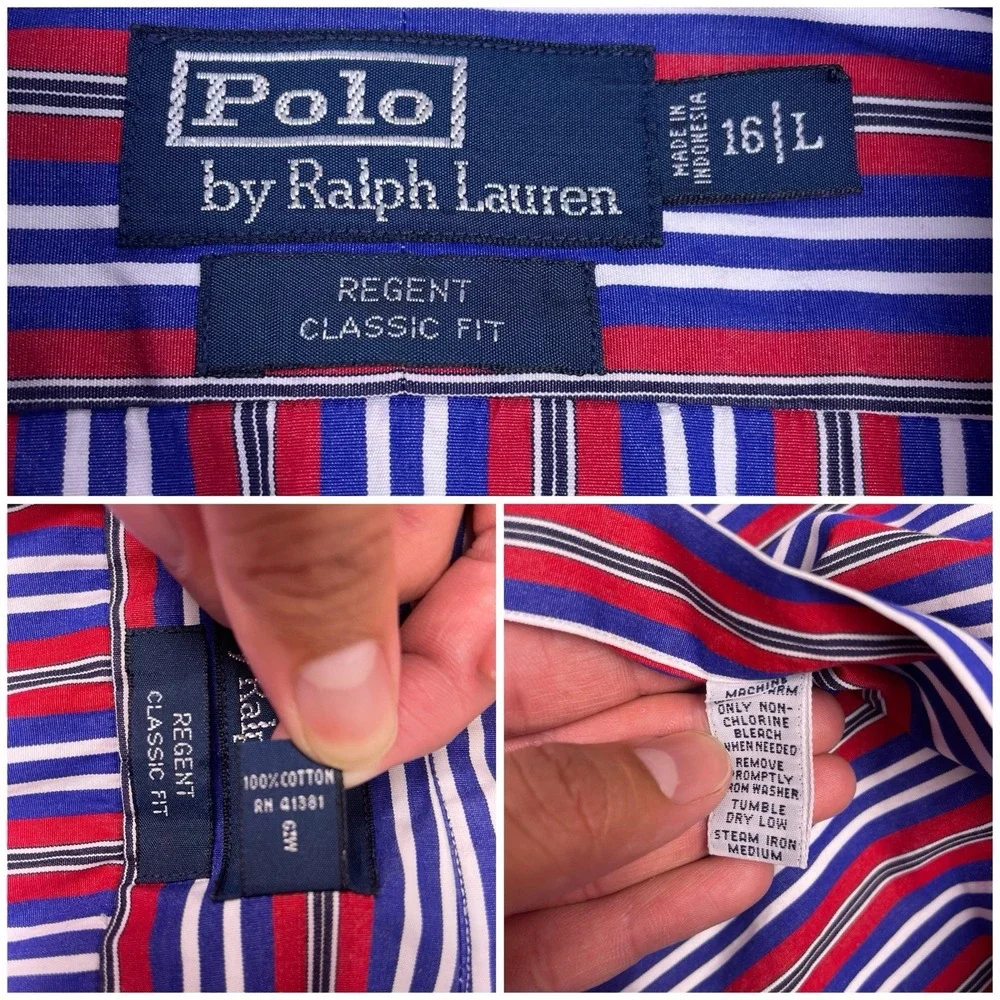 Polo
by Ralph Lauren
MADE IN
INDONESIA
16 | L
REGENT
CLASSIC FIT
REGENT
CLASSIC FIT
100% COTTON
RN 41381
6W
MACHINE
WARM
ONLY NON-
CHLORINE
BLEACH
WHEN NEEDED
REMOVE
PROMPTLY
FROM WASHER
TUMBLE
DRY LOW
STEAM IRON
MEDIUM